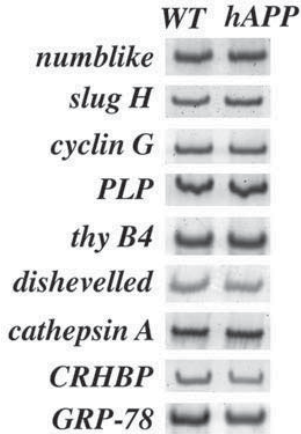 WT hAPP
numblike
slug H
cyclin G
PLP
thy B4
dishevelled
cathepsin A
CRHBP
GRP-78